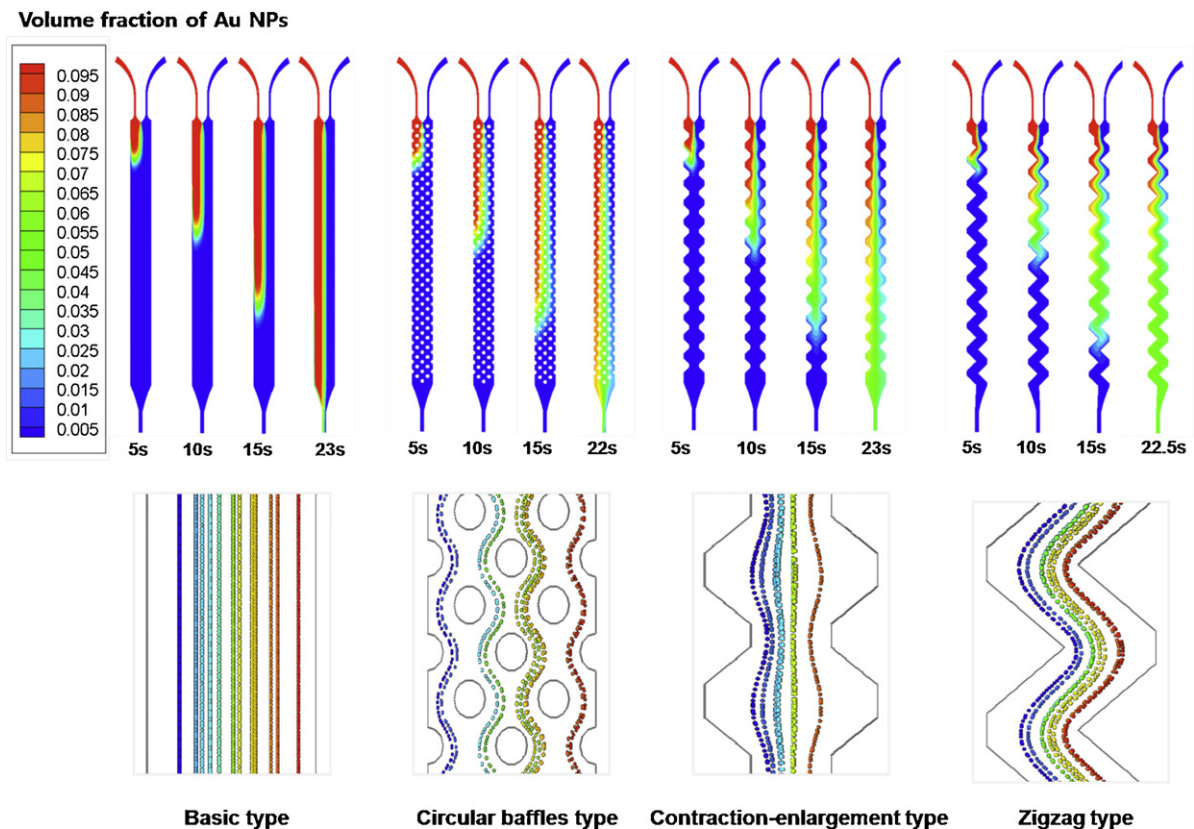 Volume fraction of Au NPs
0.095
0.09
0.085
0.08
0.075
0.07
0.065
0.06
0.055
0.05
0.045
0.04
0.035
0.03
0.025
0.02
0.015
0.01
0.005
5s 10s 15s 23s
5s 10s 15s 22s
5s 10s 15s 23s
5s 10s 15s 22.5s
Basic type
Circular baffles type
Contraction-enlargement type
Zigzag type